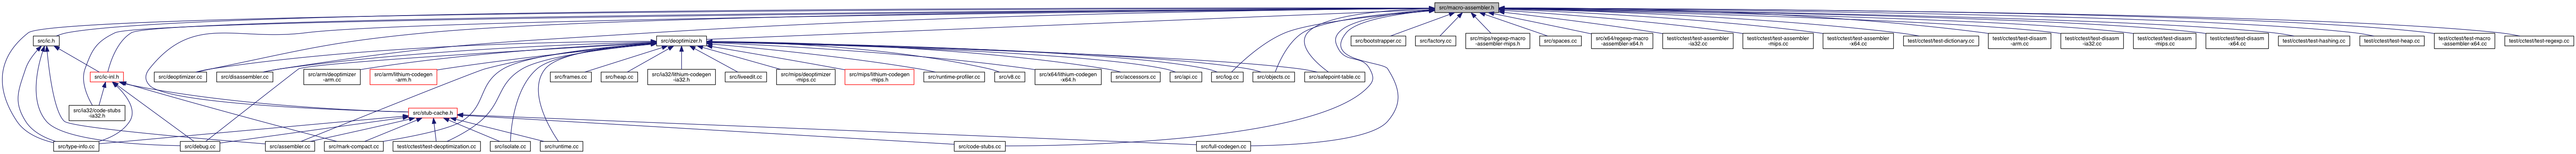 src/macro-assembler.h
src/ic.h
src/deoptimizer.h
src/bootstrapper.cc
src/factory.cc
src/mips/regexp-macro
-assembler-mips.h
src/spaces.cc
src/x64/regexp-macro
-assembler-x64.h
test/cctest/test-assembler
-ia32.cc
test/cctest/test-assembler
-mips.cc
test/cctest/test-assembler
-x64.cc
test/cctest/test-dictionary.cc
test/cctest/test-disasm
-arm.cc
test/cctest/test-disasm
-ia32.cc
test/cctest/test-disasm
-mips.cc
test/cctest/test-disasm
-x64.cc
test/cctest/test-hashing.cc
test/cctest/test-heap.cc
test/cctest/test-macro
-assembler-x64.cc
test/cctest/test-regexp.cc
src/ic-inl.h
src/deoptimizer.cc
src/disassembler.cc
src/arm/deoptimizer
-arm.cc
src/arm/lithium-codegen
-arm.h
src/frames.cc
src/heap.cc
src/ia32/lithium-codegen
-ia32.h
src/liveedit.cc
src/mips/deoptimizer
-mips.cc
src/mips/lithium-codegen
-mips.h
src/runtime-profiler.cc
src/v8.cc
src/x64/lithium-codegen
-x64.h
src/accessors.cc
src/api.cc
src/log.cc
src/objects.cc
src/safepoint-table.cc
src/ia32/code-stubs
-ia32.h
src/stub-cache.h
src/type-info.cc
src/debug.cc
src/assembler.cc
src/mark-compact.cc
test/cctest/test-deoptimization.cc
src/isolate.cc
src/runtime.cc
src/code-stubs.cc
src/full-codegen.cc